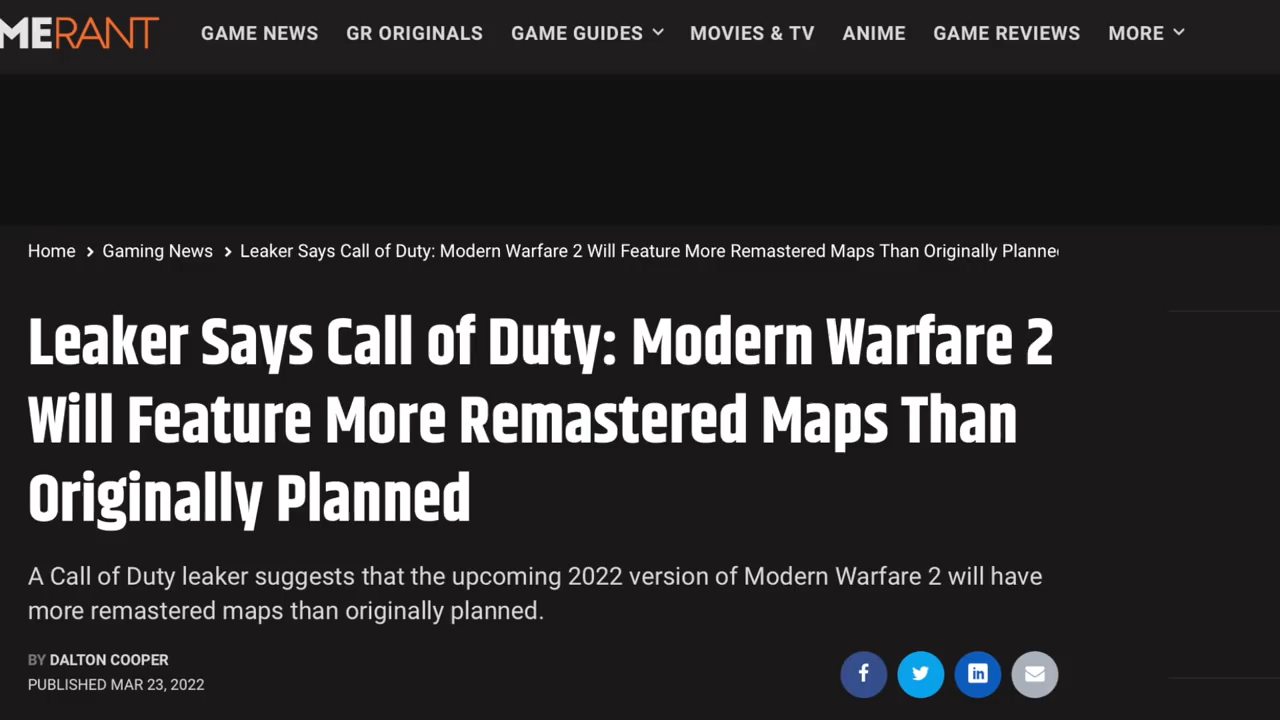 MERANT GAME NEWS GR ORIGINALS GAME GUIDES MOVIES & TV ANIME GAME REVIEWS MORE
Home > Gaming News > Leaker Says Call of Duty: Modern Warfare 2 Will Feature More Remastered Maps Than Originally Planne
Leaker Says Call of Duty: Modern Warfare 2
Will Feature More Remastered Maps Than
Originally Planned
A Call of Duty leaker suggests that the upcoming 2022 version of Modern Warfare 2 will have
more remastered maps than originally planned.
BY DALTON COOPER
PUBLISHED MAR 23, 2022